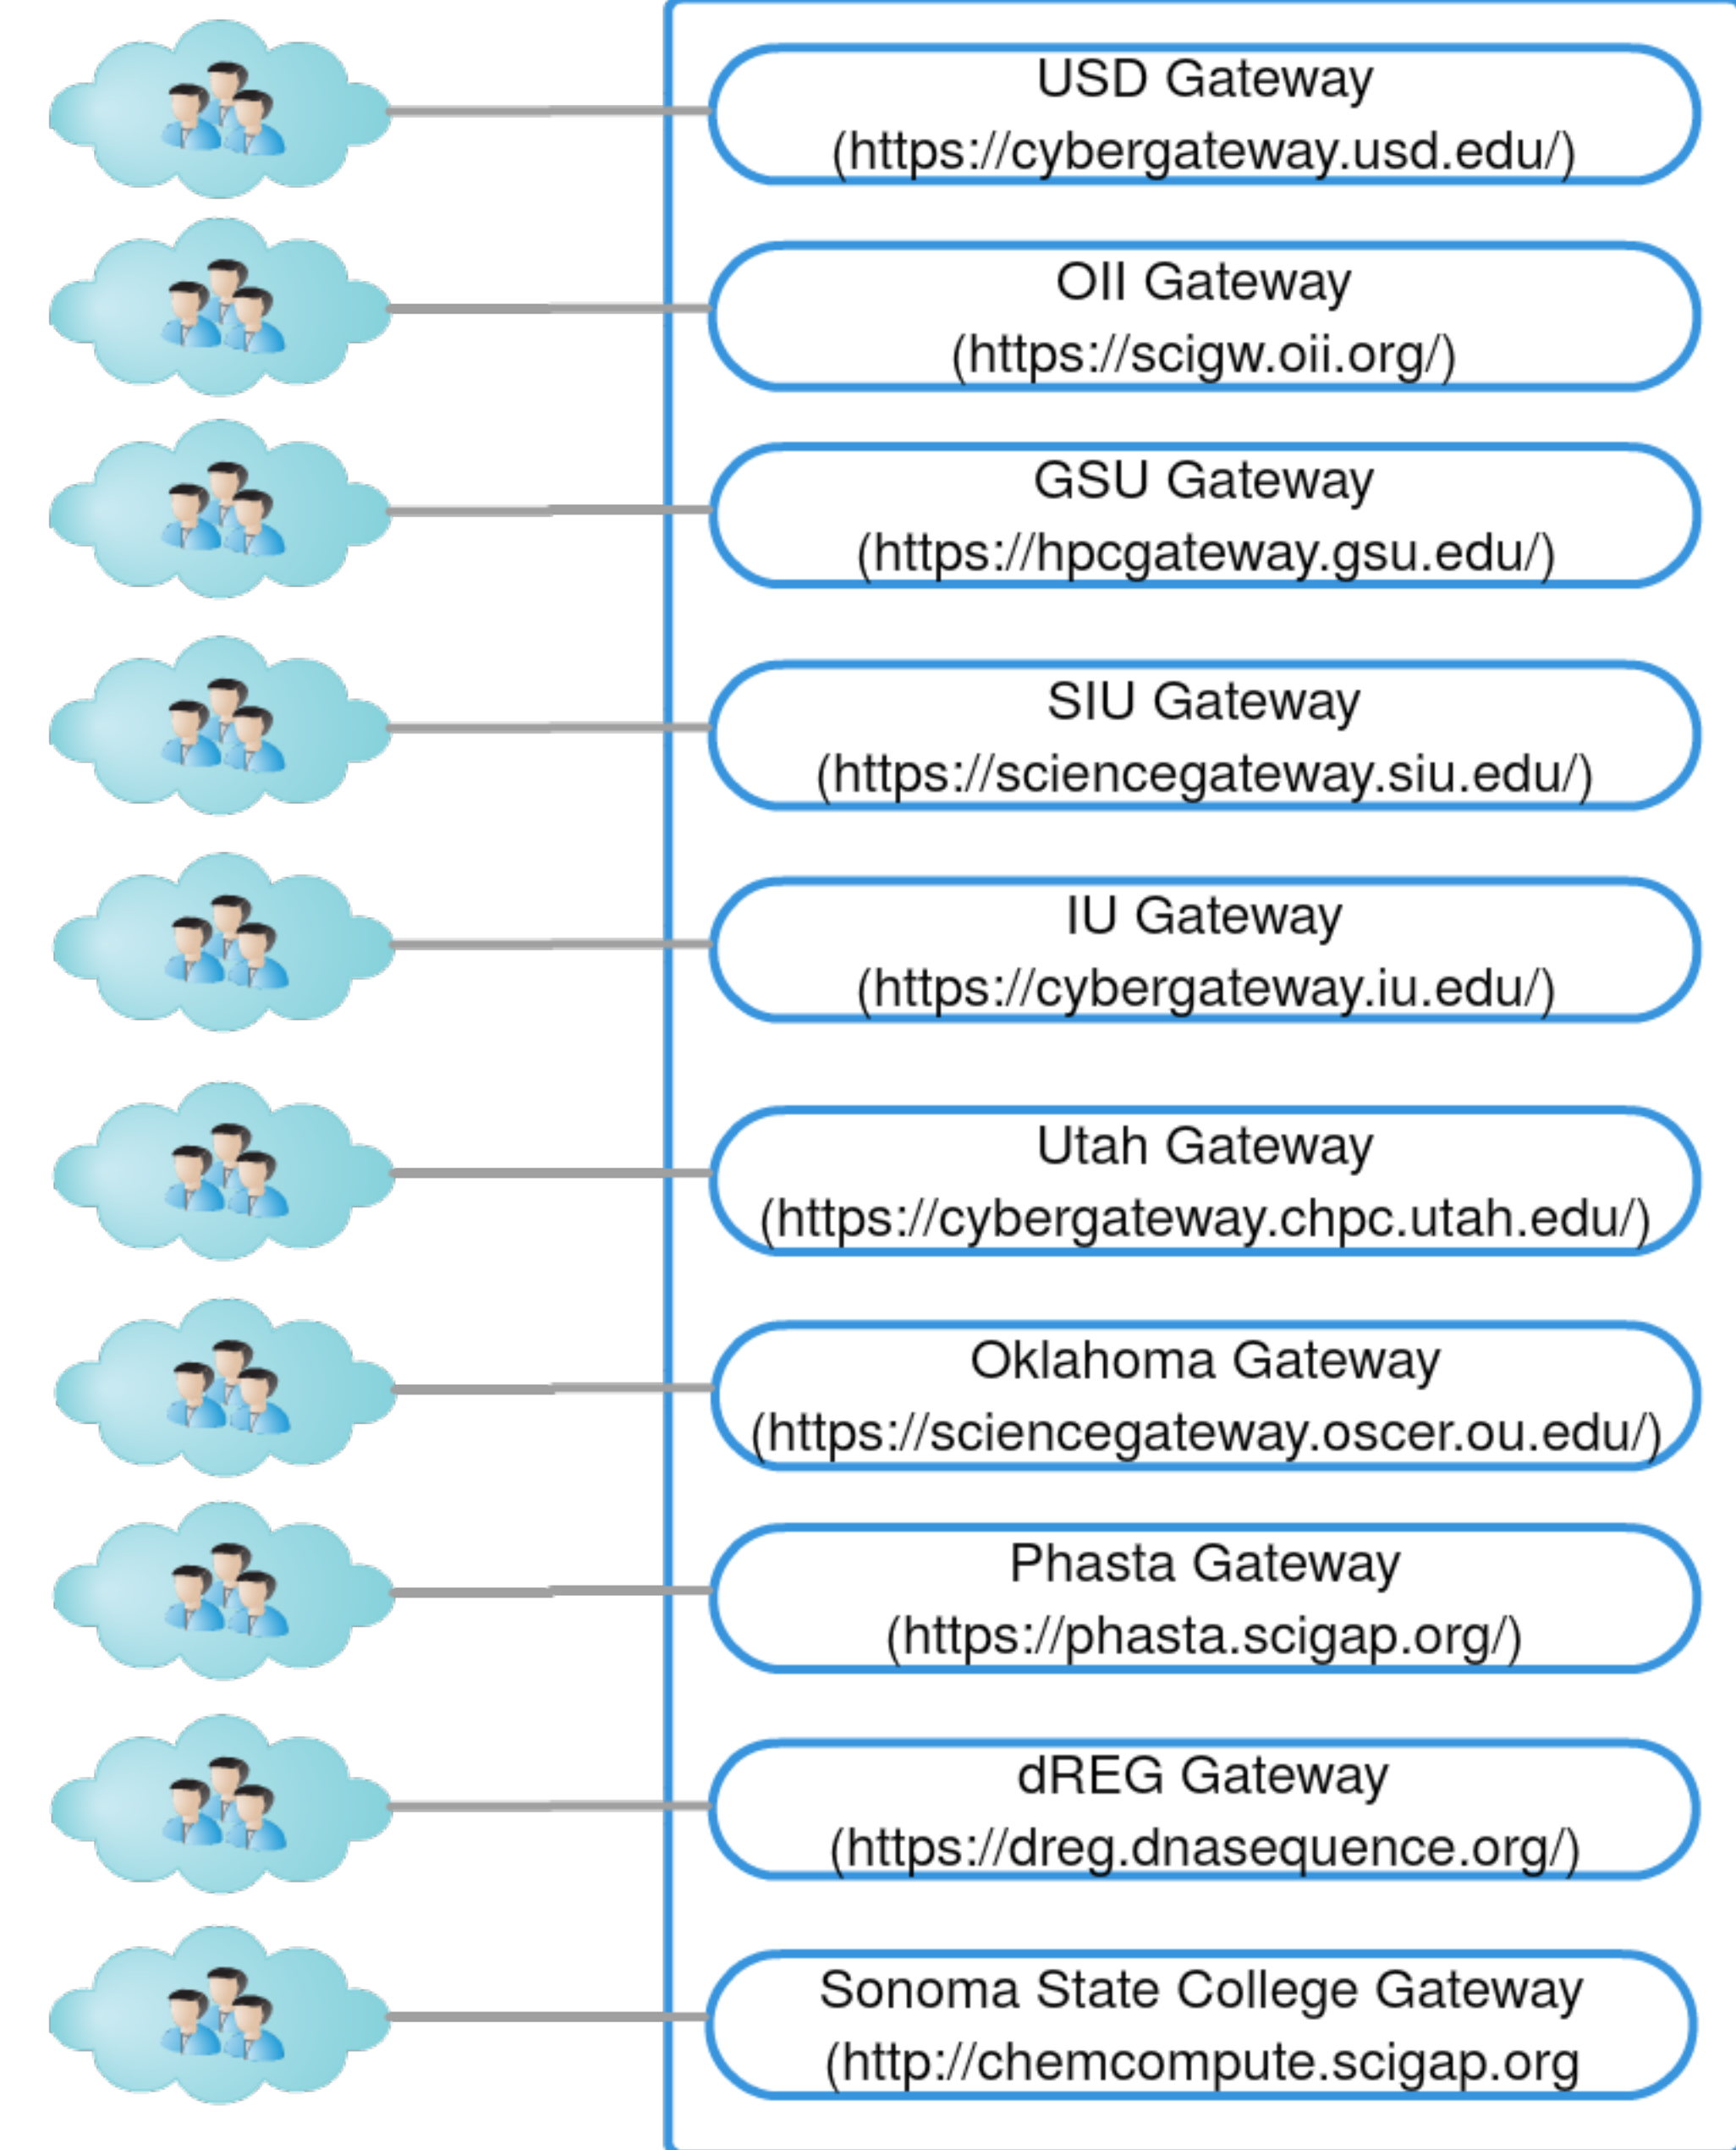 USD Gateway
(https://cybergateway.usd.edu/)
OII Gateway
(https://scigw.oii.org/)
GSU Gateway
(https://hpcgateway.gsu.edu/)
SIU Gateway
(https://sciencegateway.siu.edu/)
IU Gateway
(https://cybergateway.iu.edu/)
Utah Gateway
(https://cybergateway.chpc.utah.edu/)
Oklahoma Gateway
(https://sciencegateway.oscer.ou.edu/)
Phasta Gateway
(https://phasta.scigap.org/)
dREG Gateway
(https://dreg.dnasequence.org/)
Sonoma State College Gateway
(http://chemcompute.scigap.org